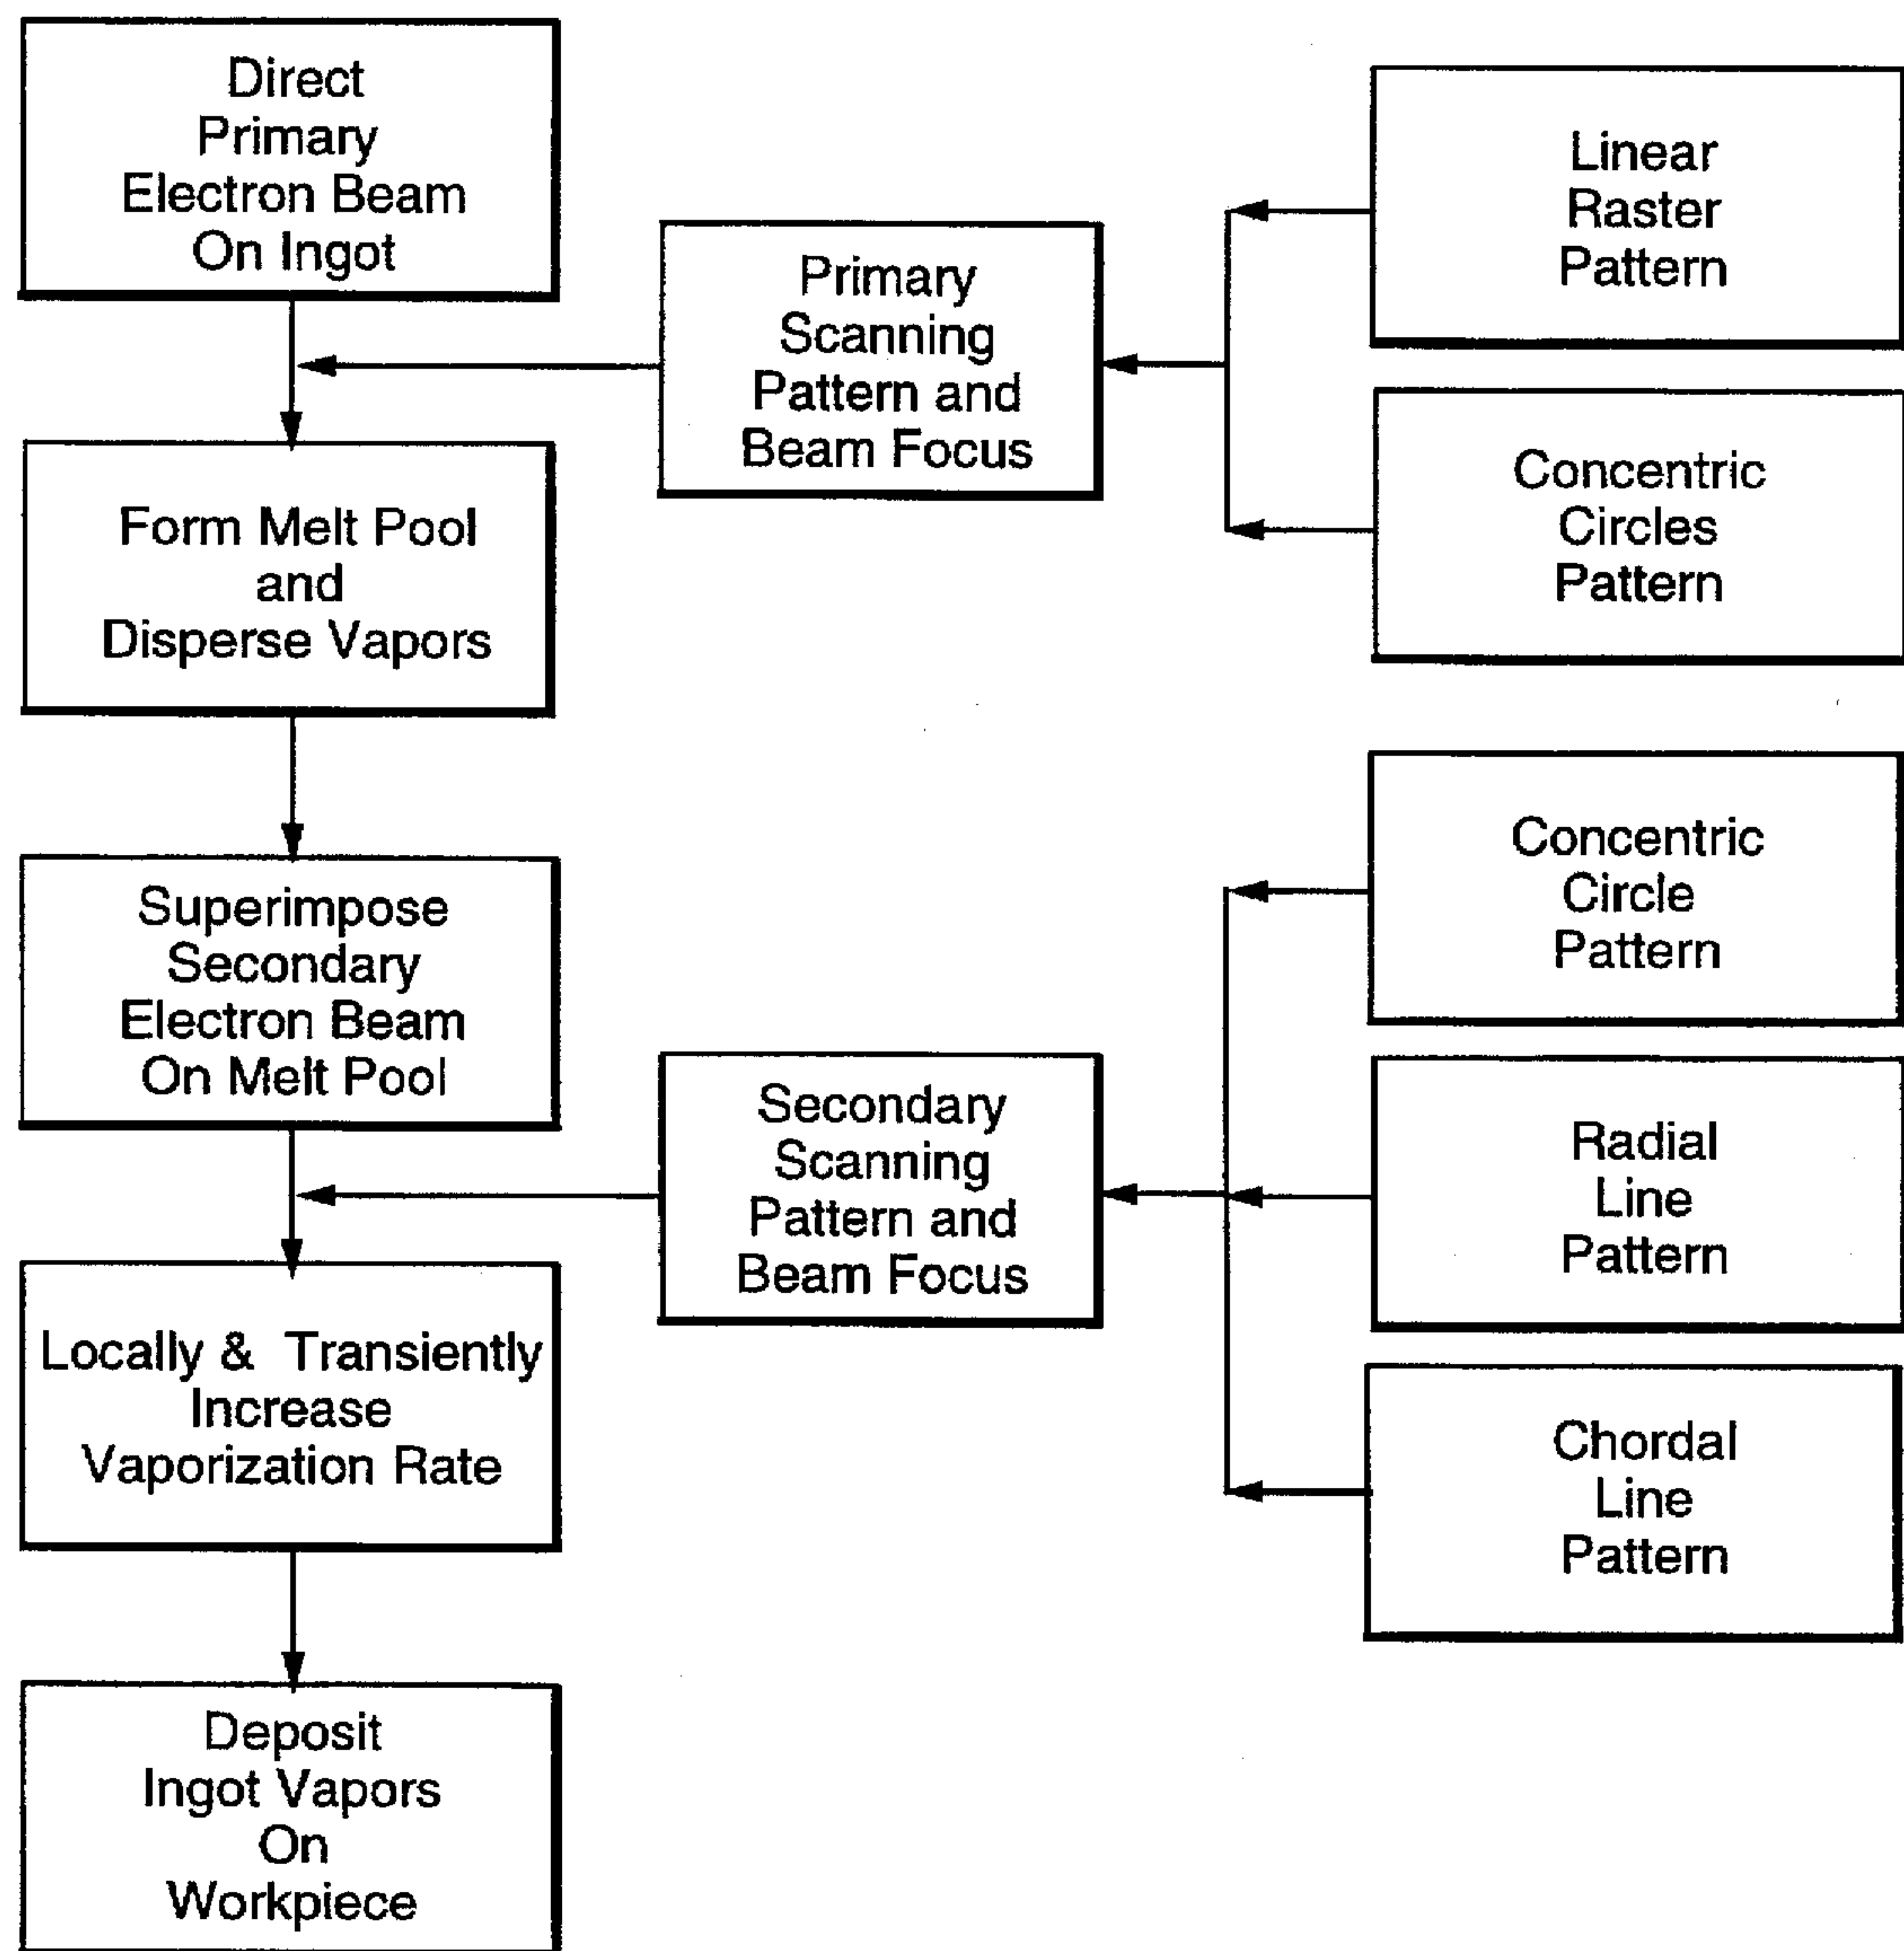 Direct
Primary
Electron Beam
On Ingot
Form Melt Pool
and
Disperse Vapors
Superimpose
Secondary
Electron Beam
On Melt Pool
Locally & Transiently
Increase
Vaporization Rate
Deposit
Ingot Vapors
On
Workpiece
Primary
Scanning
Pattern and
Beam Focus
Secondary
Scanning
Pattern and
Beam Focus
Linear
Raster
Pattern
Concentric
Circles
Pattern
Concentric
Circle
Pattern
Radial
Line
Pattern
Chordal
Line
Pattern